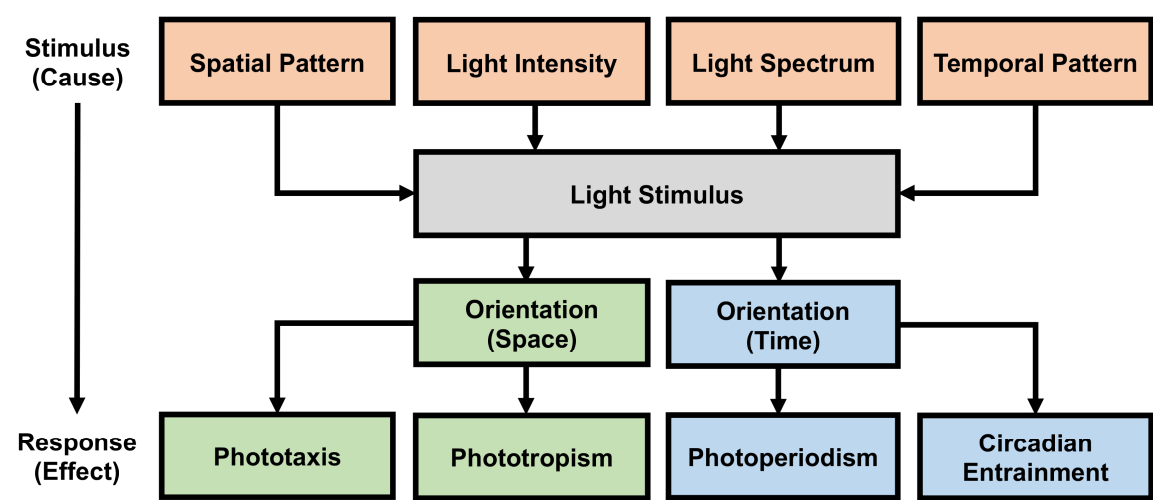 Stimulus
(Cause)
Spatial Pattern
Light Intensity
Light Spectrum
Temporal Pattern
Light Stimulus
Orientation
(Space)
Orientation
(Time)
Response
(Effect)
Phototaxis
Phototropism
Photoperiodism
Circadian
Entrainment